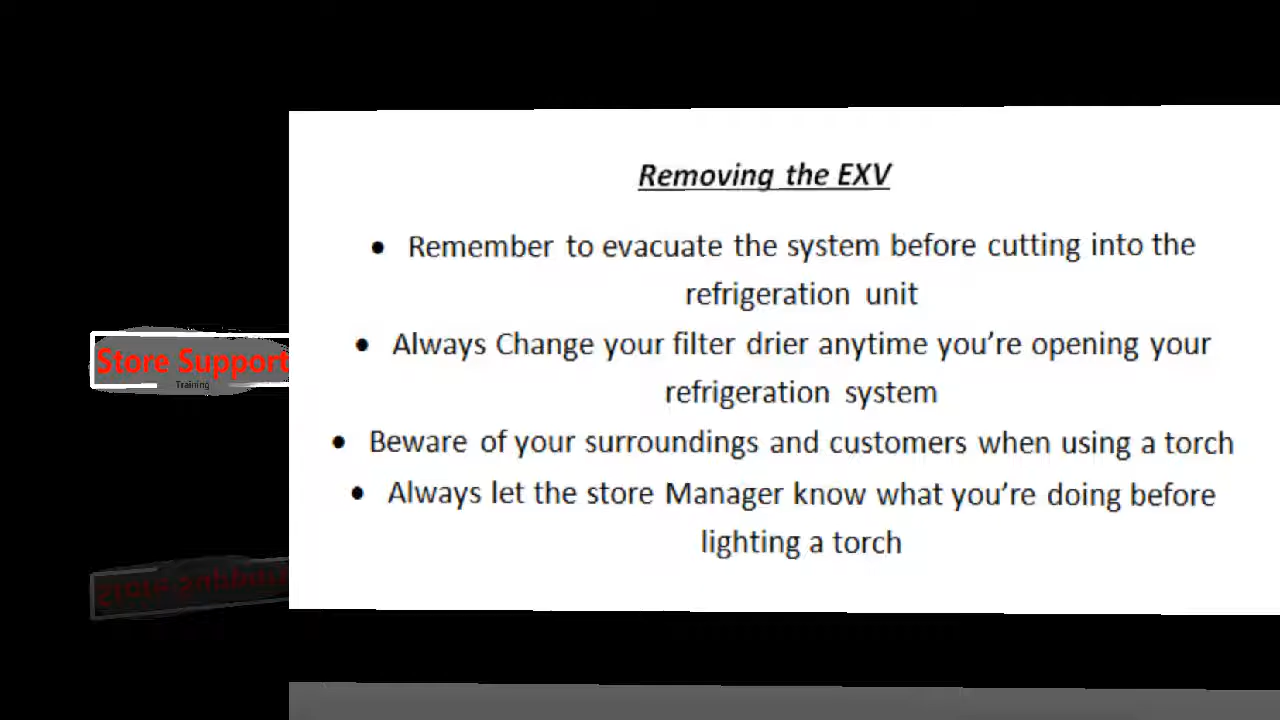 Removing the EXV
• Remember to evacuate the system before cutting into the
refrigeration unit
• Always Change your filter drier anytime you’re opening your
refrigeration system
• Beware of your surroundings and customers when using a torch
• Always let the store Manager know what you’re doing before
lighting a torch
Store Support
Training